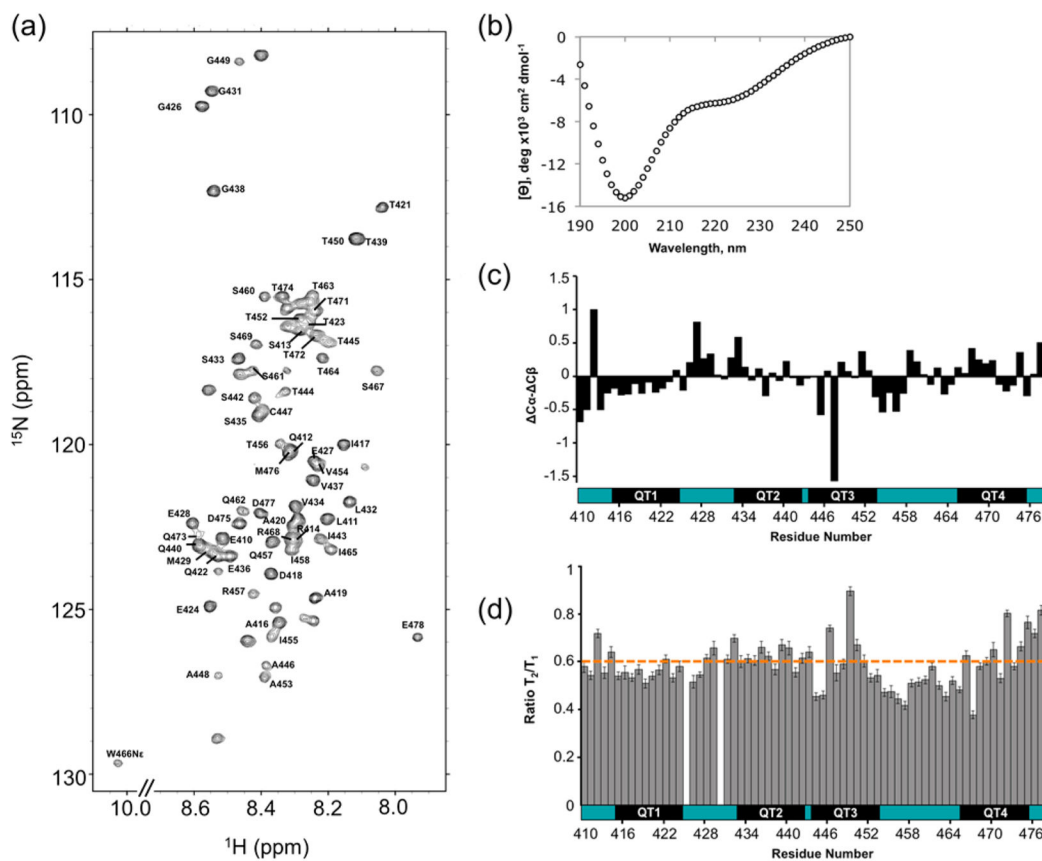 (a)
G449
G431
G426
G438
T421
T450 T439
S460 T474 T463
T471
T452
T423
S469 S413 T445
T472
S433 T464
S461 S467
T444
S442
C447
S435
T456 Q412 I417
E427
M476 V454
V437
Q462 D477 V434 L432
E428 D475 A420 R414 L411
Q473 E410 R468 I443
Q440 I465
M429 Q457 I458
E436
Q422 D418
R457 A419
E424
A416 E478
I455
A446
A448
A453
W466Nε
110
115
120
125
130
15N (ppm)
10.0 8.6 8.4 8.2 8.0
1H (ppm)
(b)
0
-4
-8
-12
-16
[Θ], deg x10³ cm² dmol⁻¹
190 200 210 220 230 240 250
Wavelength, nm
(c)
1.5
1
0.5
0
-0.5
-1
-1.5
ΔCα-ΔCβ
QT1 QT2 QT3 QT4
410 416 422 428 434 440 446 454 460 466 472 478
Residue Number
(d)
1.0
0.8
0.6
0.4
0.2
0
Ratio T2/T1
QT1 QT2 QT3 QT4
410 416 422 428 434 440 446 452 458 464 470 476
Residue Number